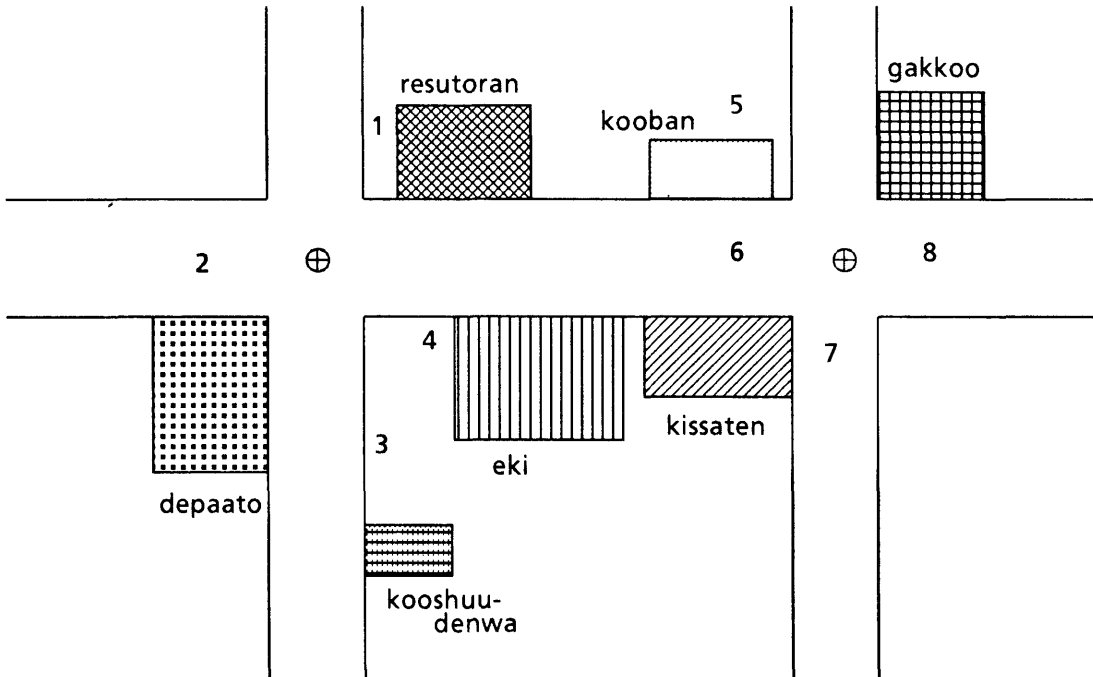 resutoran
gakkoo
1
5
kooban
2
6
8
4
7
3
kissaten
eki
depaato
kooshuu-
denwa